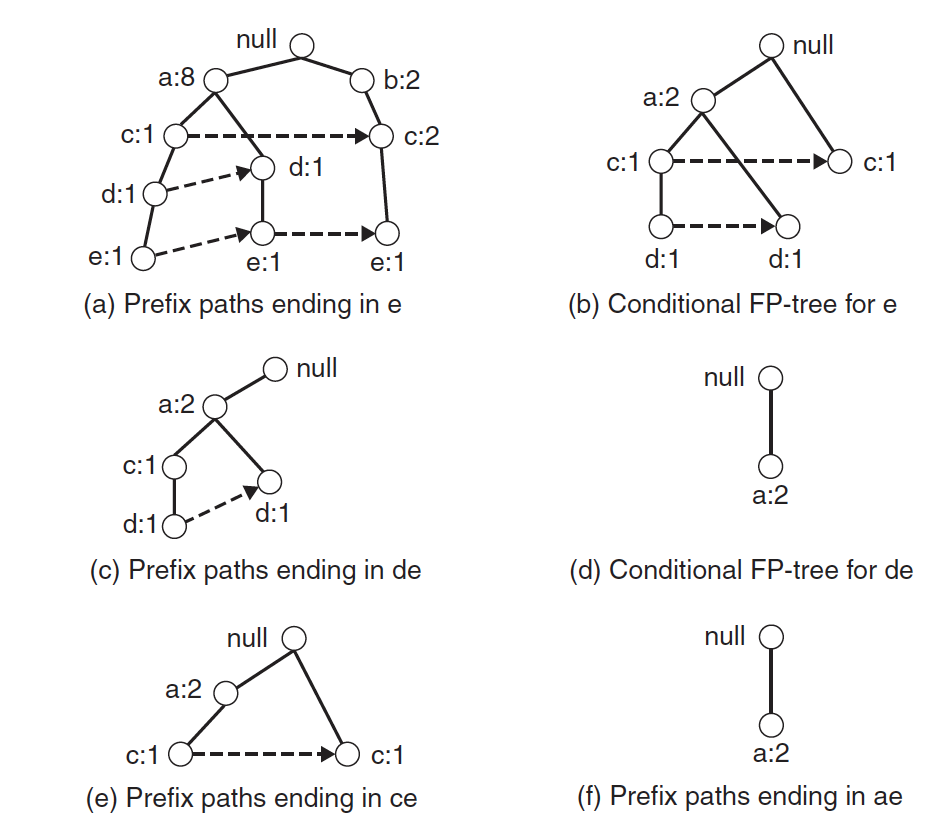 null
a:8
b:2
c:1
c:2
d:1
d:1
e:1
e:1
e:1
(a) Prefix paths ending in e
null
a:2
c:1
c:1
d:1
d:1
(b) Conditional FP-tree for e
null
a:2
c:1
d:1
d:1
(c) Prefix paths ending in de
null
a:2
(d) Conditional FP-tree for de
null
a:2
c:1
c:1
(e) Prefix paths ending in ce
null
a:2
(f) Prefix paths ending in ae